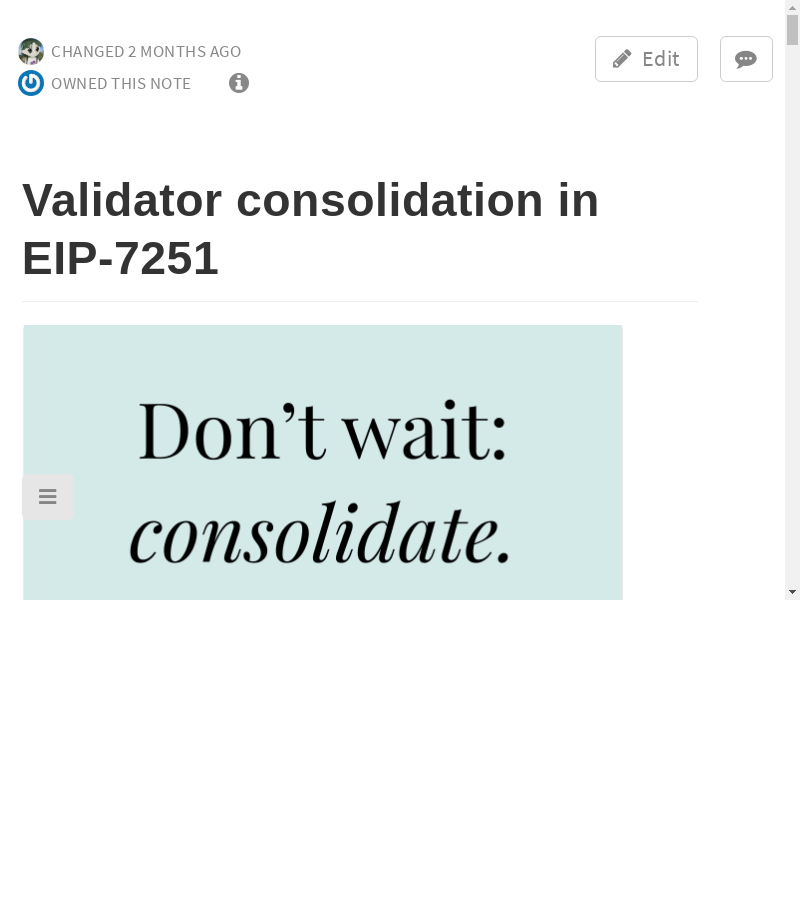 CHANGED 2 MONTHS AGO
OWNED THIS NOTE
Edit
Validator consolidation in
EIP-7251
Don’t wait:
consolidate.